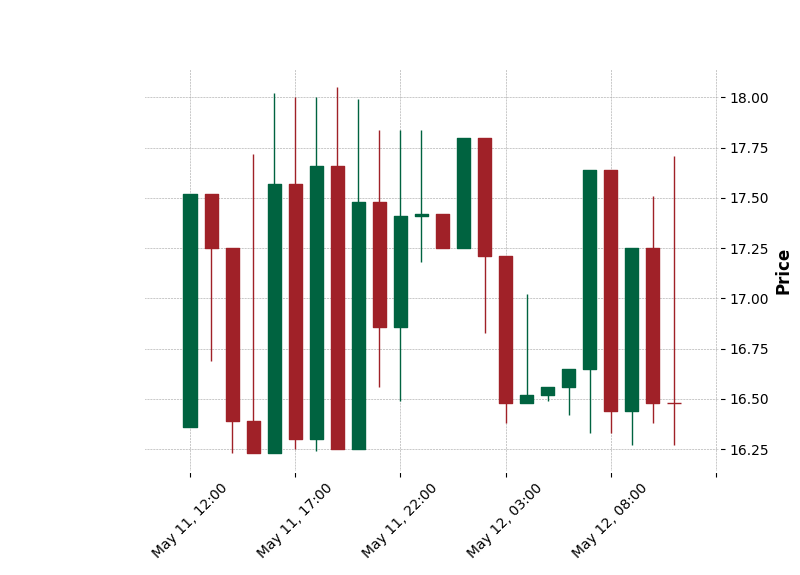 18.00
17.75
17.50
17.25
17.00
16.75
16.50
16.25
Price
May 11, 12:00
May 11, 17:00
May 11, 22:00
May 12, 03:00
May 12, 08:00